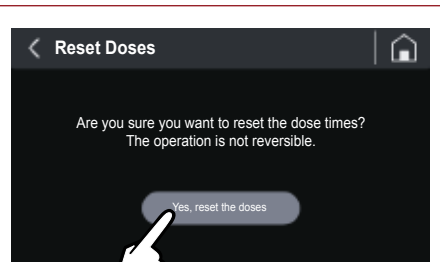 Reset Doses
Are you sure you want to reset the dose times?
The operation is not reversible.
Yes, reset the doses